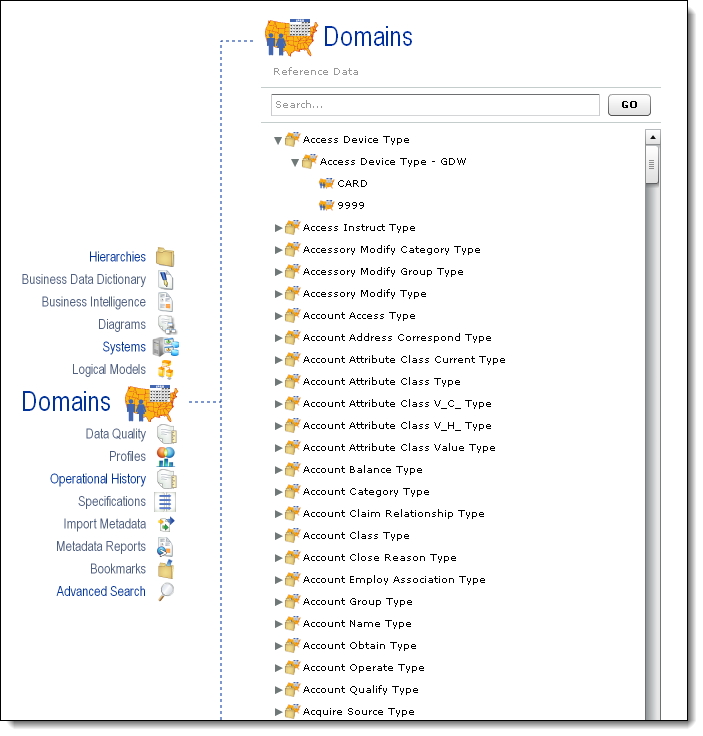 Domains
Reference Data
Search...
GO
Access Device Type
Access Device Type - GDW
CARD
9999
Access Instruct Type
Accessory Modify Category Type
Accessory Modify Group Type
Accessory Modify Type
Account Access Type
Account Address Correspond Type
Account Attribute Class Current Type
Account Attribute Class Type
Account Attribute Class V_C_ Type
Account Attribute Class V_H_ Type
Account Attribute Class Value Type
Account Balance Type
Account Category Type
Account Claim Relationship Type
Account Class Type
Account Close Reason Type
Account Employ Association Type
Account Group Type
Account Name Type
Account Obtain Type
Account Operate Type
Account Qualify Type
Acquire Source Type
Hierarchies
Business Data Dictionary
Business Intelligence
Diagrams
Systems
Logical Models
Domains
Data Quality
Profiles
Operational History
Specifications
Import Metadata
Metadata Reports
Bookmarks
Advanced Search